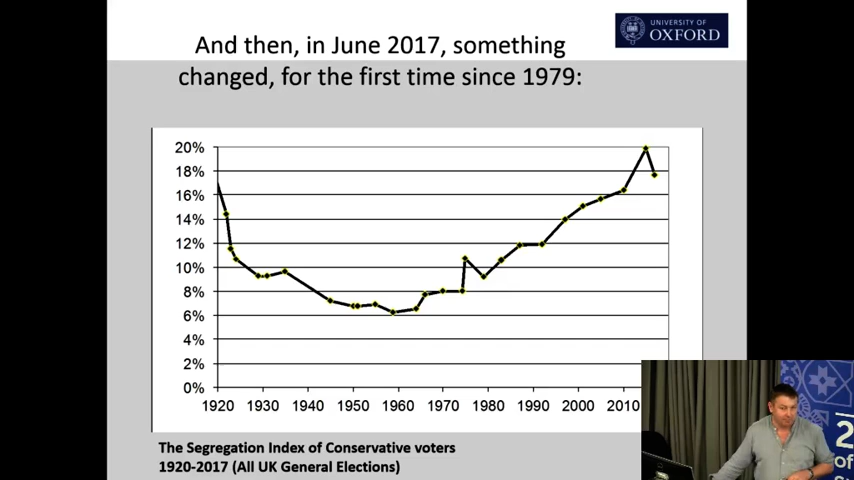 And then, in June 2017, something
changed, for the first time since 1979:
UNIVERSITY OF
OXFORD
20%
18%
16%
14%
12%
10%
8%
6%
4%
2%
0%
1920 1930 1940 1950 1960 1970 1980 1990 2000 2010
The Segregation Index of Conservative voters
1920-2017 (All UK General Elections)
2
of